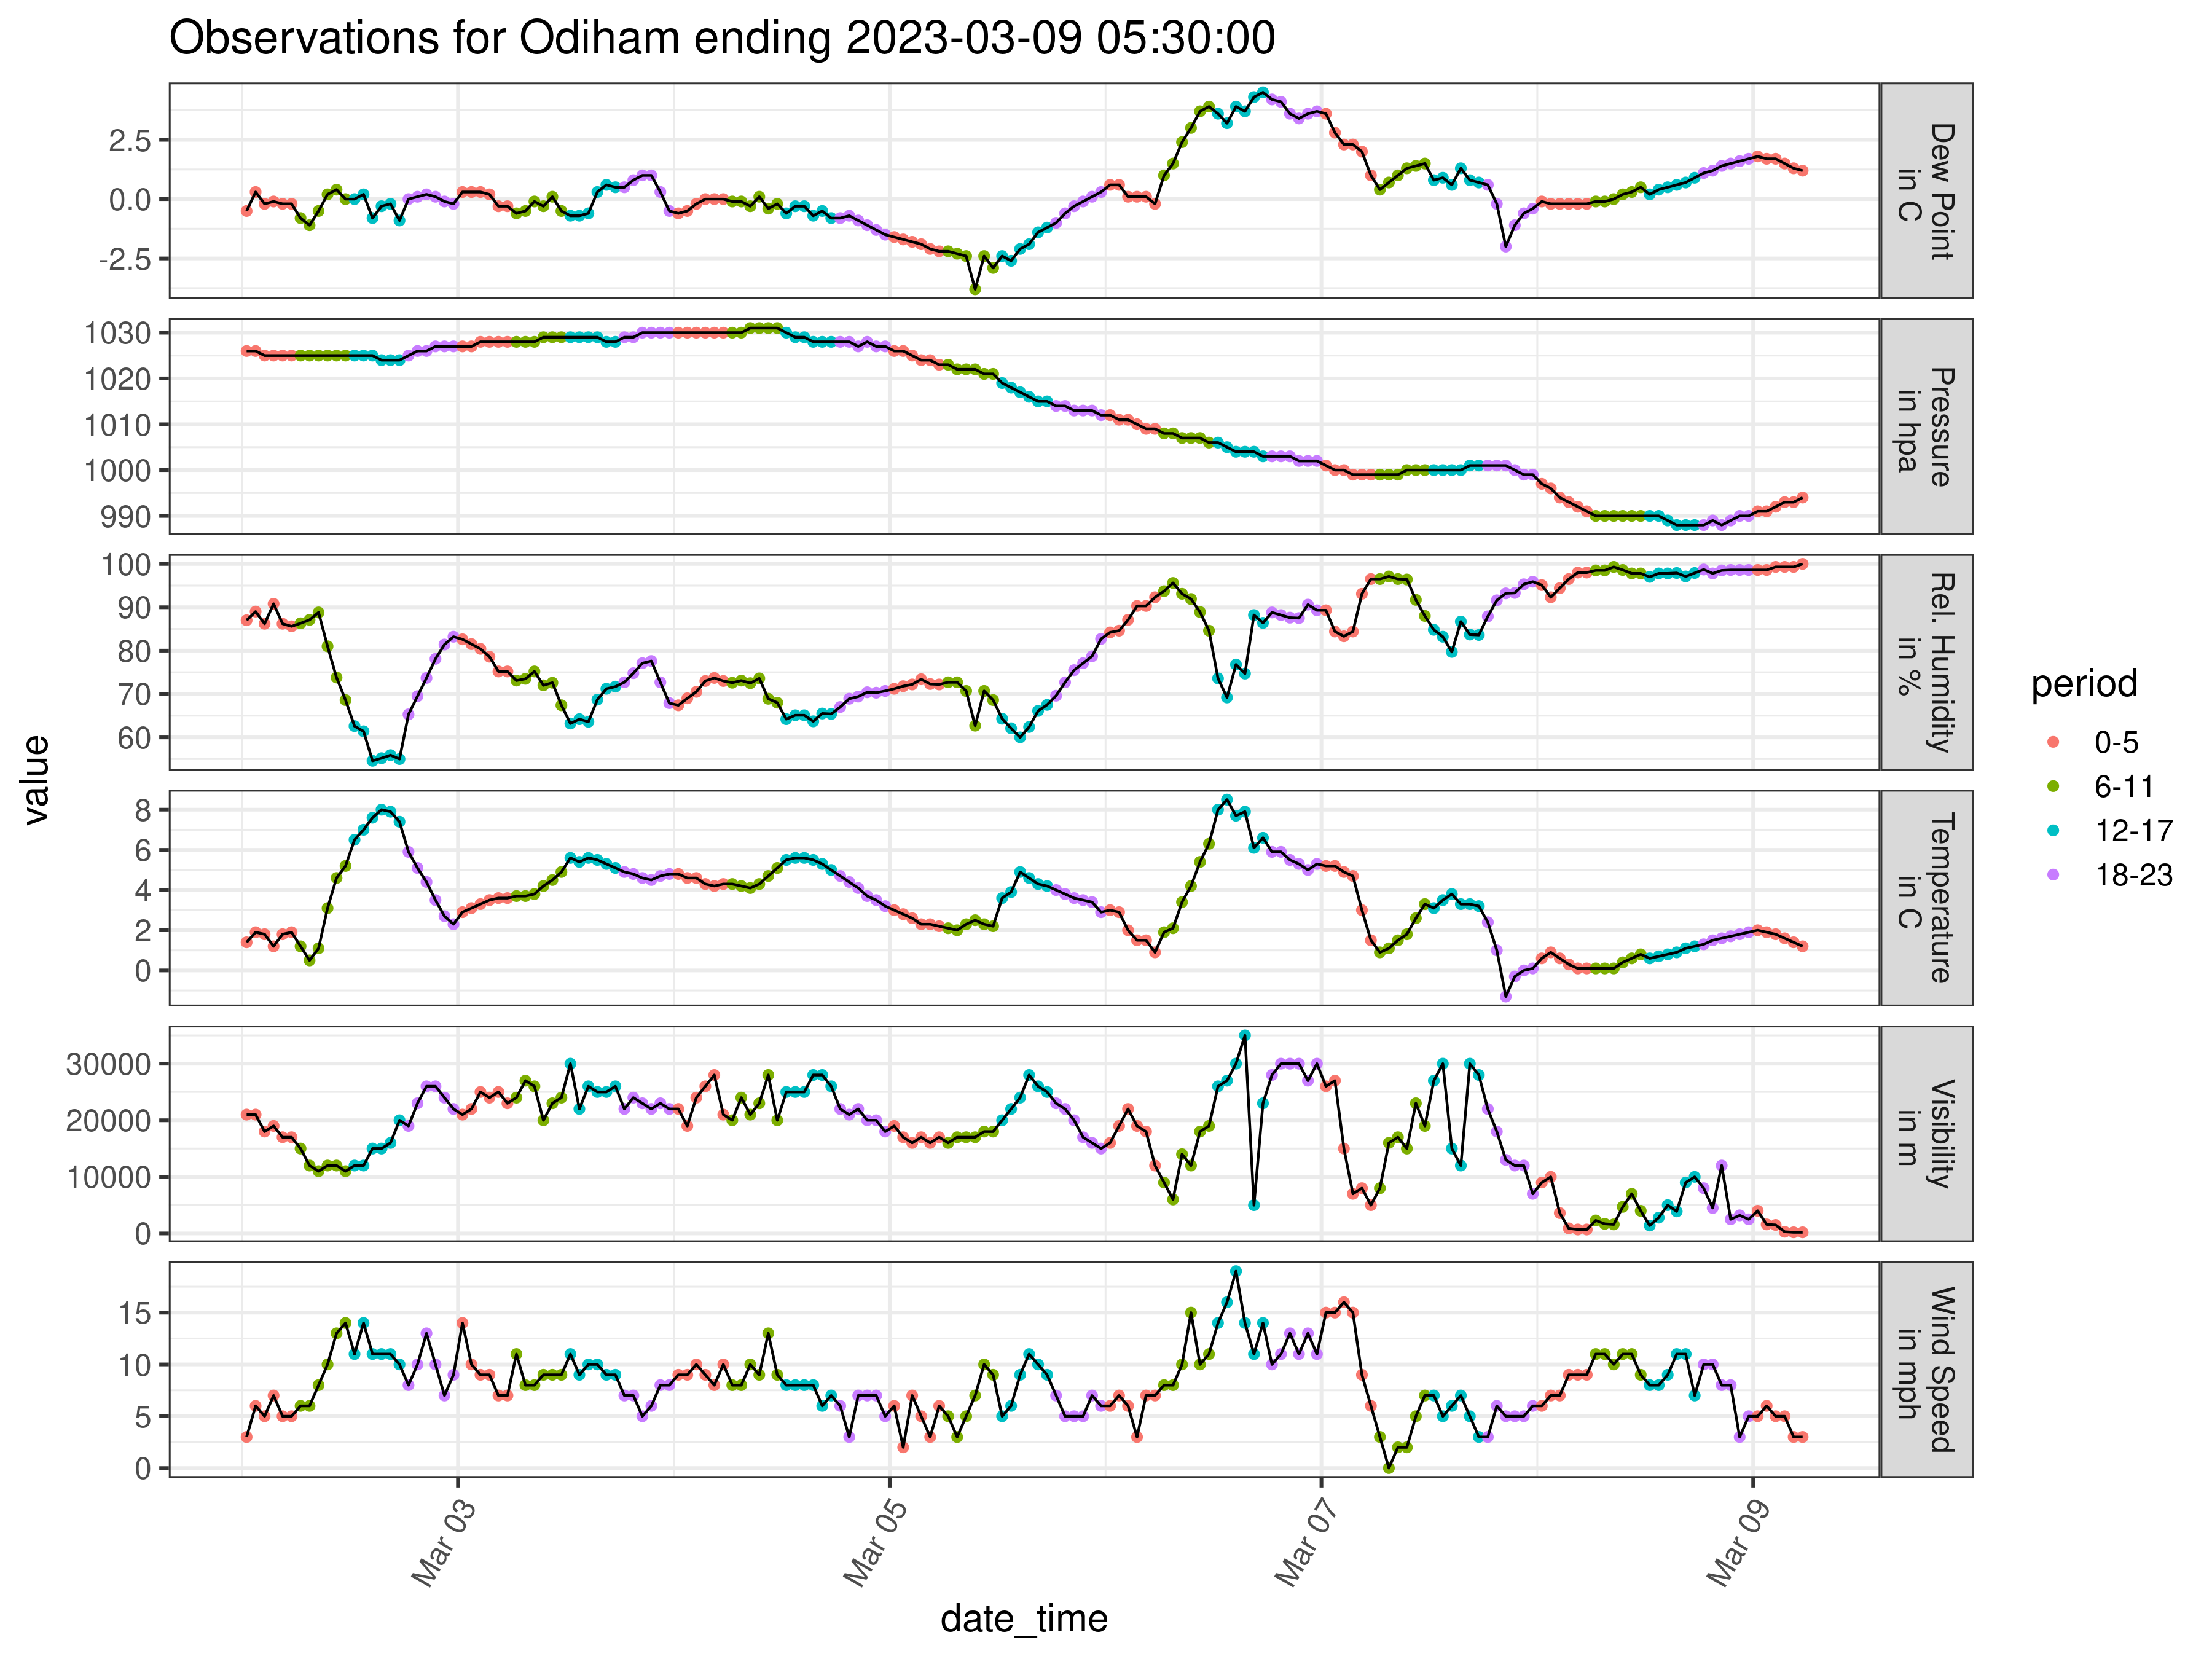 Observations for Odiham ending 2023-03-09 05:30:00
value
2.5
0.0
-2.5
Dew Point
in C
1030
1020
1010
1000
990
Pressure
in hpa
100
90
80
70
60
Rel. Humidity
in %
8
6
4
2
0
Temperature
in C
30000
20000
10000
0
Visibility
in m
15
10
5
0
Wind Speed
in mph
Mar 03
Mar 05
Mar 07
Mar 09
date_time
period
0-5
6-11
12-17
18-23